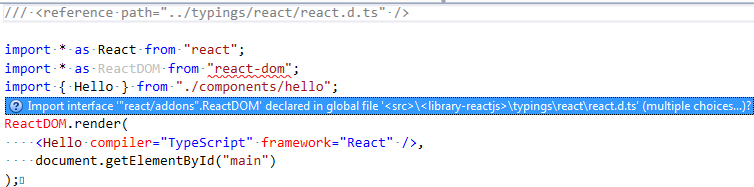 /// <reference path="../typings/react/react.d.ts" />
import * as React from "react";
import * as ReactDOM from "react-dom";
import { Hello } from "./components/hello";
Import interface '"react/addons".ReactDOM' declared in global file '<src>\<library-reactjs>\typings\react\react.d.ts' (multiple choices...)?
ReactDOM.render(
    <Hello compiler="TypeScript" framework="React" />,
    document.getElementById("main")
);